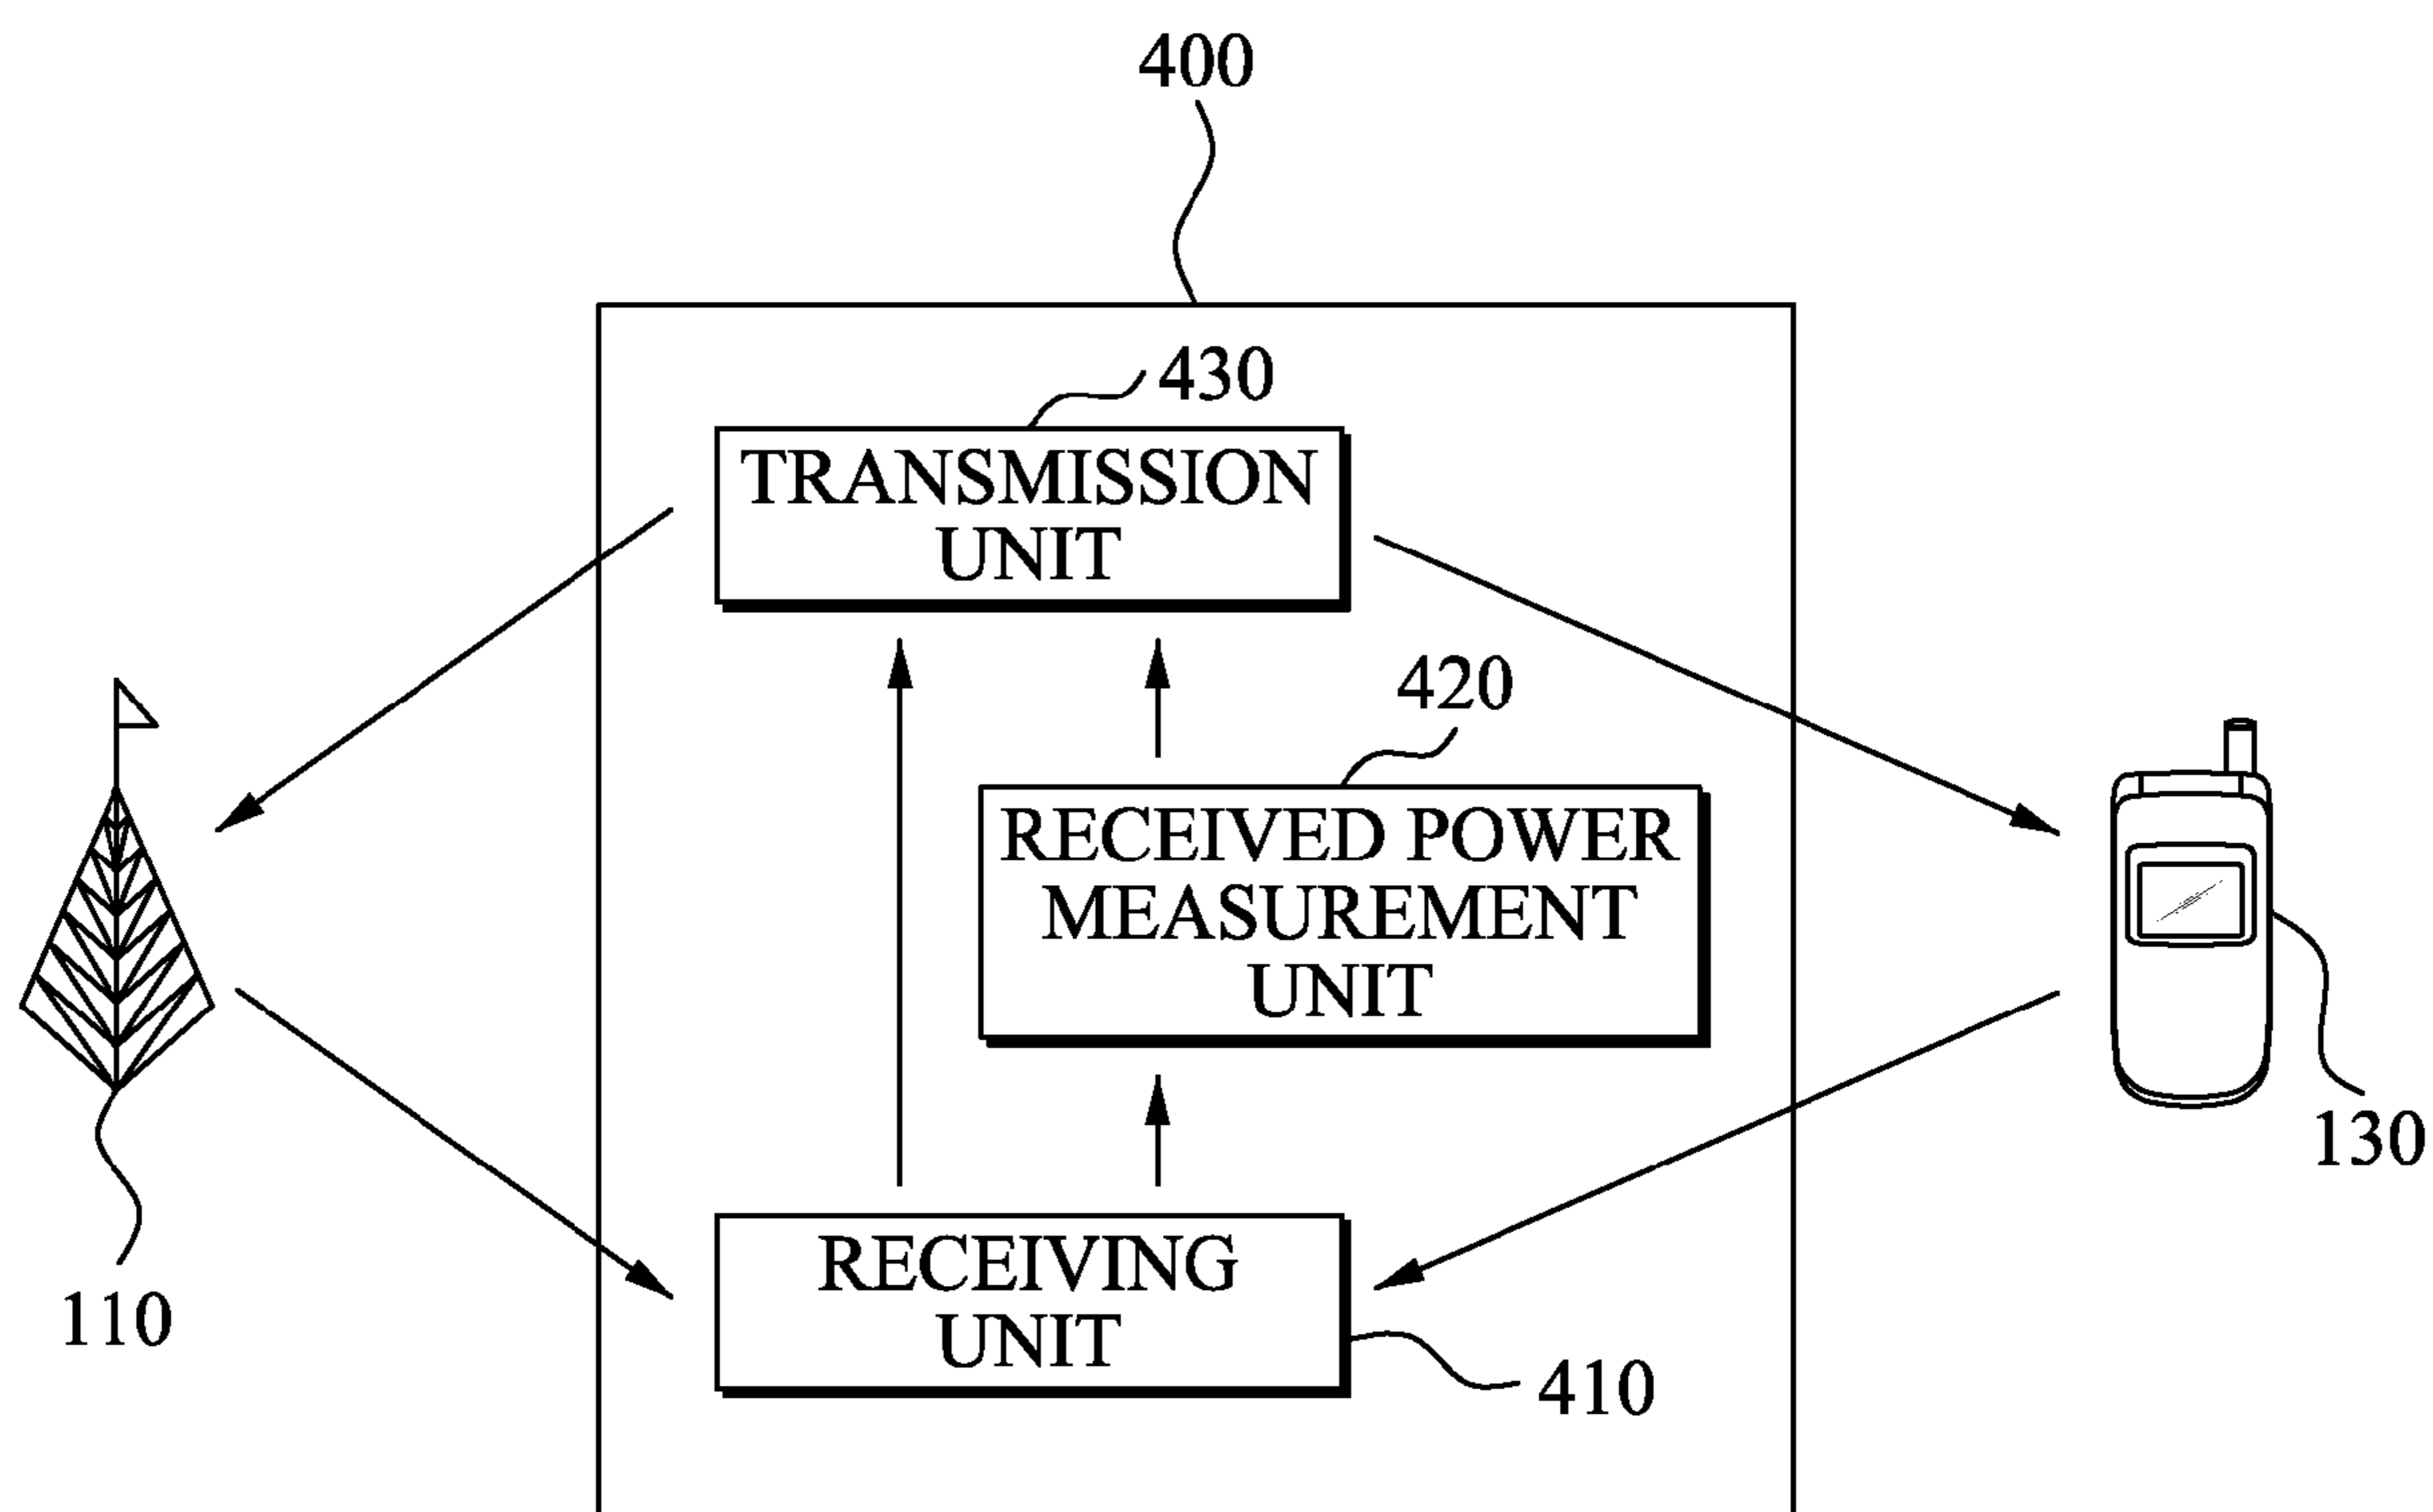 400
430
TRANSMISSION
UNIT
420
RECEIVED POWER
MEASUREMENT
UNIT
130
RECEIVING
UNIT
110
410